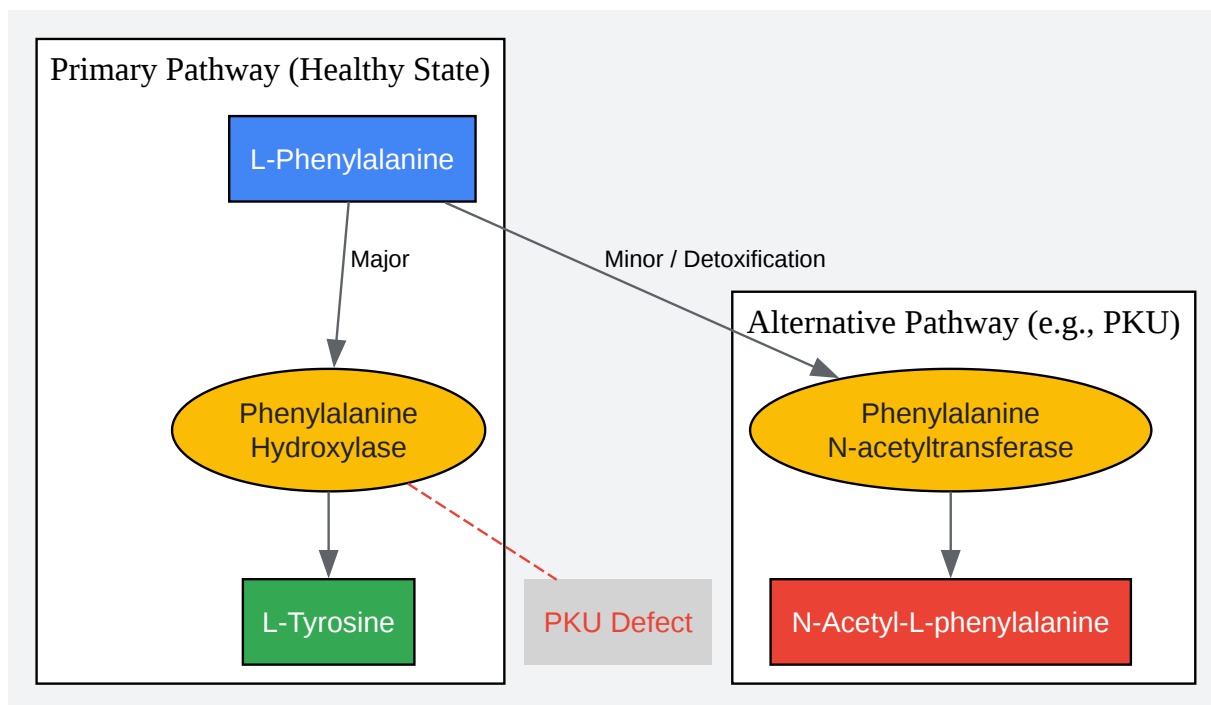 Primary Pathway (Healthy State)
L-Phenylalanine
Major
Minor / Detoxification
Alternative Pathway (e.g., PKU)
Phenylalanine
Hydroxylase
Phenylalanine
N-acetyltransferase
L-Tyrosine
PKU Defect
N-Acetyl-L-phenylalanine